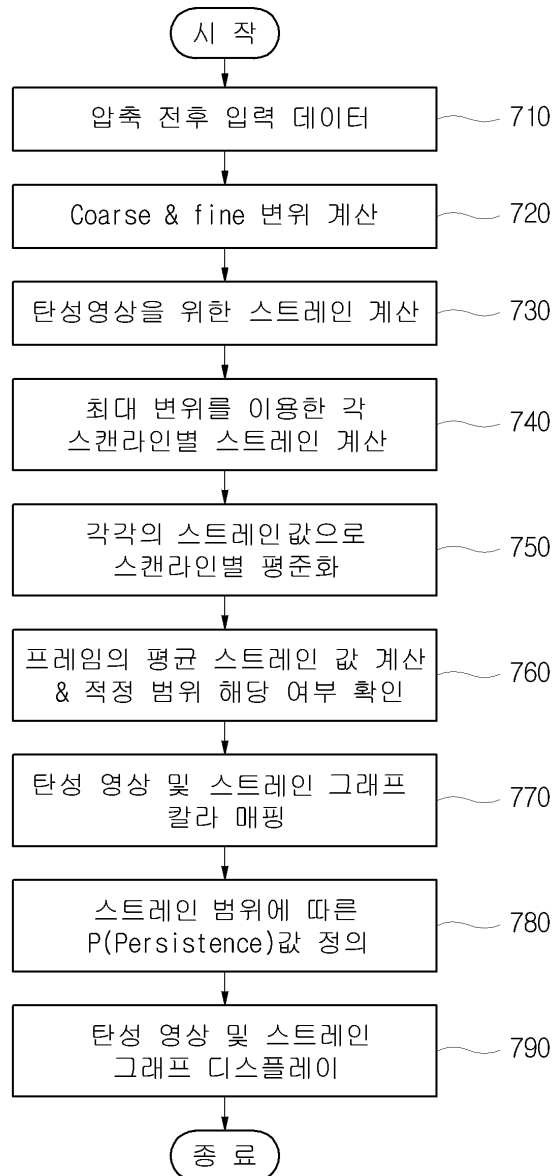 시 작
압축 전후 입력 데이터
710
Coarse & fine 변위 계산
720
탄성영상을 위한 스트레인 계산
730
최대 변위를 이용한 각
스캔라인별 스트레인 계산
740
각각의 스트레인값으로
스캔라인별 평준화
750
프레임의 평균 스트레인 값 계산
& 적정 범위 해당 여부 확인
760
탄성 영상 및 스트레인 그래프
칼라 매핑
770
스트레인 범위에 따른
P(Persistence)값 정의
780
탄성 영상 및 스트레인
그래프 디스플레이
790
종 료